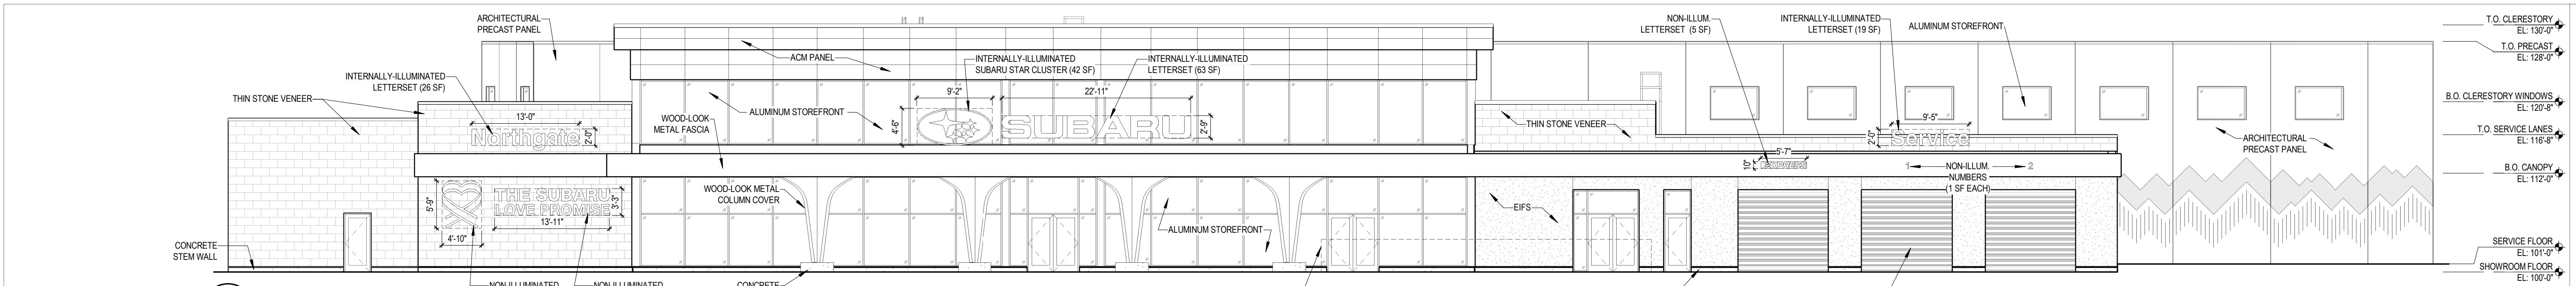 ARCHITECTURAL
PRECAST PANEL
INTERNALLY-ILLUMINATED
LETTERSET (26 SF)
THIN STONE VENEER
13'-0"
Northgate
2'-0"
ACM PANEL
INTERNALLY-ILLUMINATED
SUBARU STAR CLUSTER (42 SF)
INTERNALLY-ILLUMINATED
LETTERSET (63 SF)
9'-2"
22'-11"
ALUMINUM STOREFRONT
WOOD-LOOK
METAL FASCIA
4'-6"
SUBARU
2'-9"
NON-ILLUM.
LETTERSET (5 SF)
INTERNALLY-ILLUMINATED
LETTERSET (19 SF)
ALUMINUM STOREFRONT
THIN STONE VENEER
9'-5"
2'-0"
Service
5'-7"
10"
EXPRESS
1
NON-ILLUM.
NUMBERS
(1 SF EACH)
2
ARCHITECTURAL
PRECAST PANEL
T.O. CLERESTORY
EL: 130'-0"
T.O. PRECAST
EL: 128'-0"
B.O. CLERESTORY WINDOWS
EL: 120'-8"
T.O. SERVICE LANES
EL: 116'-8"
B.O. CANOPY
EL: 112'-0"
SERVICE FLOOR
EL: 101'-0"
SHOWROOM FLOOR
EL: 100'-0"
5'-9"
THE SUBARU
LOVE PROMISE
3'-3"
13'-11"
4'-10"
WOOD-LOOK METAL
COLUMN COVER
ALUMINUM STOREFRONT
EIFS
CONCRETE
STEM WALL
NON-ILLUMINATED
NON-ILLUMINATED
CONCRETE